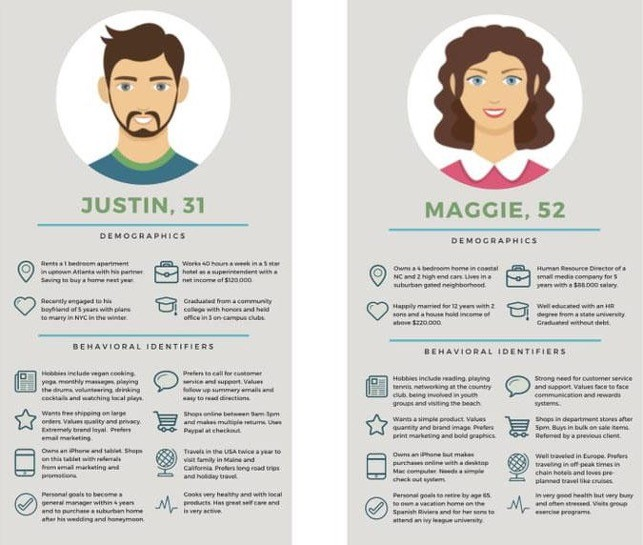 JUSTIN, 31
DEMOGRAPHICS
Rents a 1 bedroom apartment
in uptown Atlanta with his partner
Saving to buy a home next year.
Works 40 hours a week in a 5 star
hotel as a superintendent with a
net income of $120,000.
Recently engaged to his
boyfriend of 5 years with plans
to marry in NYC in the winter.
Graduated from a community
college with honors and held
office in 3 on-campus clubs.
BEHAVIORAL IDENTIFIERS
Hobbies include vegan cooking,
yoga, monthly massages, playing
the drums, volunteering, drinking
cocktails and watching local plays.
Prefers to call for customer
service and support. Values
follow up summery emails and
easy to read directions.
Wants free shipping on large
orders. Values quality and privacy.
Extremely brand loyal. Prefers
email marketing.
Shops online between 9am-5pm
and makes multiple returns. Uses
Paypal at checkout.
Owns an iPhone and tablet. Shops
on this tablet with referrals
from email marketing and
promotions.
Travels in the USA twice a year to
visit family in Maine and
California. Prefers long road trips
and holiday travel.
Personal goals to become a
general manager within 4 years
and to purchase a suburban home
after his wedding and honeymoon.
Cooks very healthy and with local
products. Has great self care and
is very active.
MAGGIE, 52
DEMOGRAPHICS
Owns a 4 bedroom home in coastal
NC and 2 high end cars. Lives in a
suburban gated neighborhood.
Human Resource Director of a
small media company for 5
years with a $88,000 salary.
Happily married for 12 years with 2
sons and a house hold income of
above $220,000.
Well educated with an HR
degree from a state university.
Graduated without debt.
BEHAVIORAL IDENTIFIERS
Hobbies include reading, playing
tennis, networking at the country
club, being involved in youth
groups and visiting the beach.
Strong need for customer service
and support. Values face to face
communication and rewards
systems.
Wants a simple product. Values
quantity and brand image. Prefers
print marketing and bold graphics.
Shops in department stores after
5pm. Buys in bulk on sale items.
Referred by a previous client.
Owns an iPhone but makes
purchases online with a desktop
Mac computer. Needs a simple
check out system.
Well traveled in Europe. Prefers
traveling in off-peak times in
chain hotels and loves pre-
planned travel like cruises.
Personal goals to retire by age 65,
to own a vacation home on the
Spanish Riviera and for her sons to
attend an ivy league university.
In very good health but very busy
and often stressed. Visits group
exercise programs.